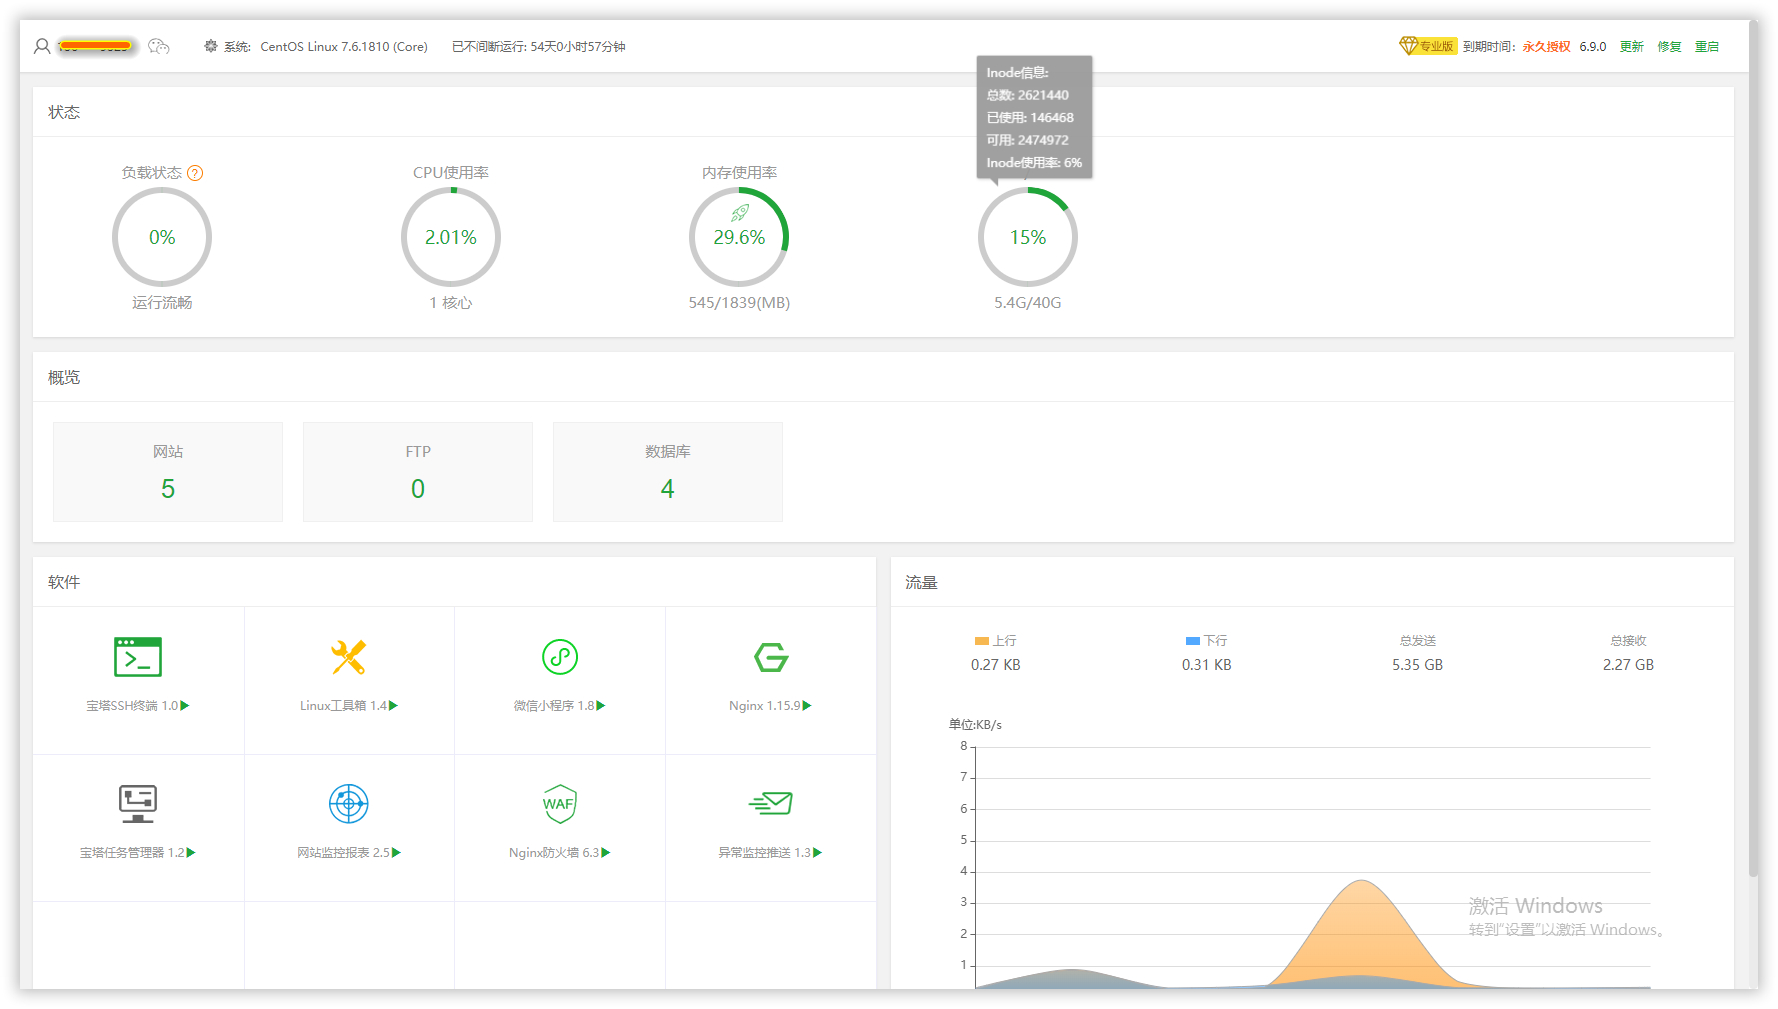 系统: CentOS Linux 7.6.1810 (Core) 已不间断运行: 54天0小时57分钟
专业版 到期时间: 永久授权 6.9.0 更新 修复 重启
Inode信息:
总数: 2621440
已使用: 146468
可用: 2474972
Inode使用率: 6%
状态
负载状态 ? CPU使用率 内存使用率
0% 2.01% 29.6% 15%
运行流畅 1 核心 545/1839(MB) 5.4G/40G
概览
网站 FTP 数据库
5 0 4
软件
宝塔SSH终端 1.0 Linux工具箱 1.4 微信小程序 1.8 Nginx 1.15.9
WAF
宝塔任务管理器 1.2 网站监控报表 2.5 Nginx防火墙 6.3 异常监控推送 1.3
流量
上行 下行 总发送 总接收
0.27 KB 0.31 KB 5.35 GB 2.27 GB
单位:KB/s
8
7
6
5
4
3
2
1
激活 Windows
转到“设置”以激活 Windows。